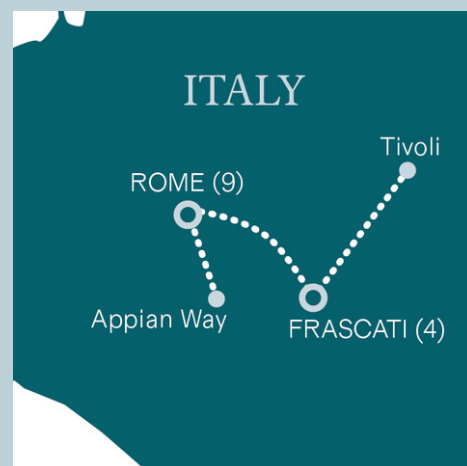 ITALY
Tivoli
ROME (9)
Appian Way
FRASCATI (4)